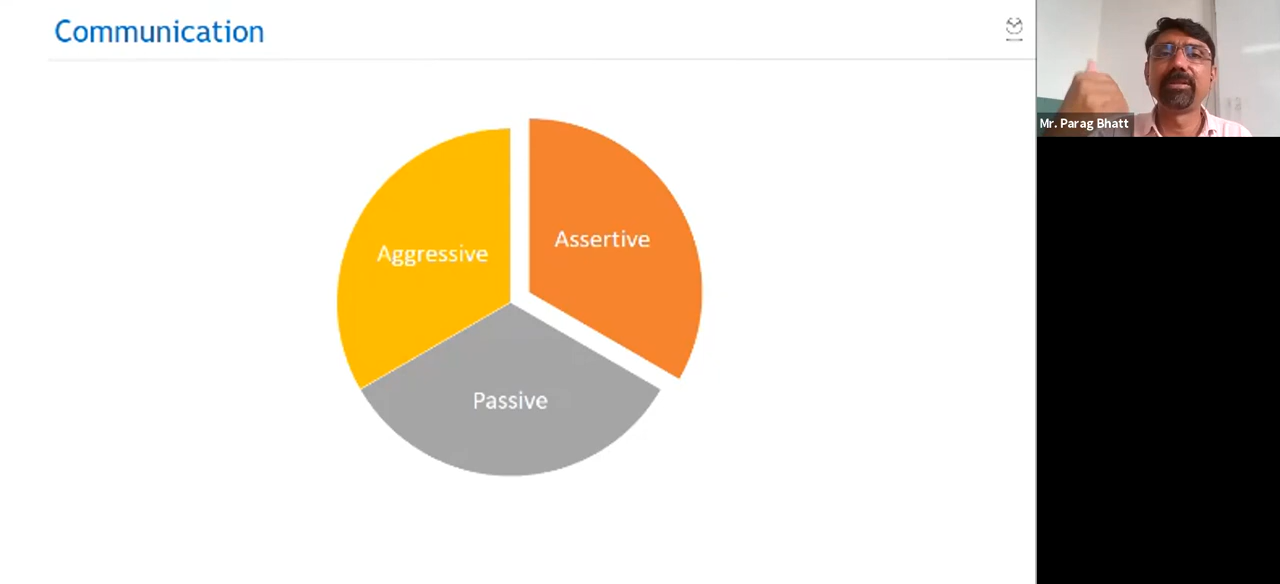 Communication
Mr. Parag Bhatt
Aggressive
Assertive
Passive